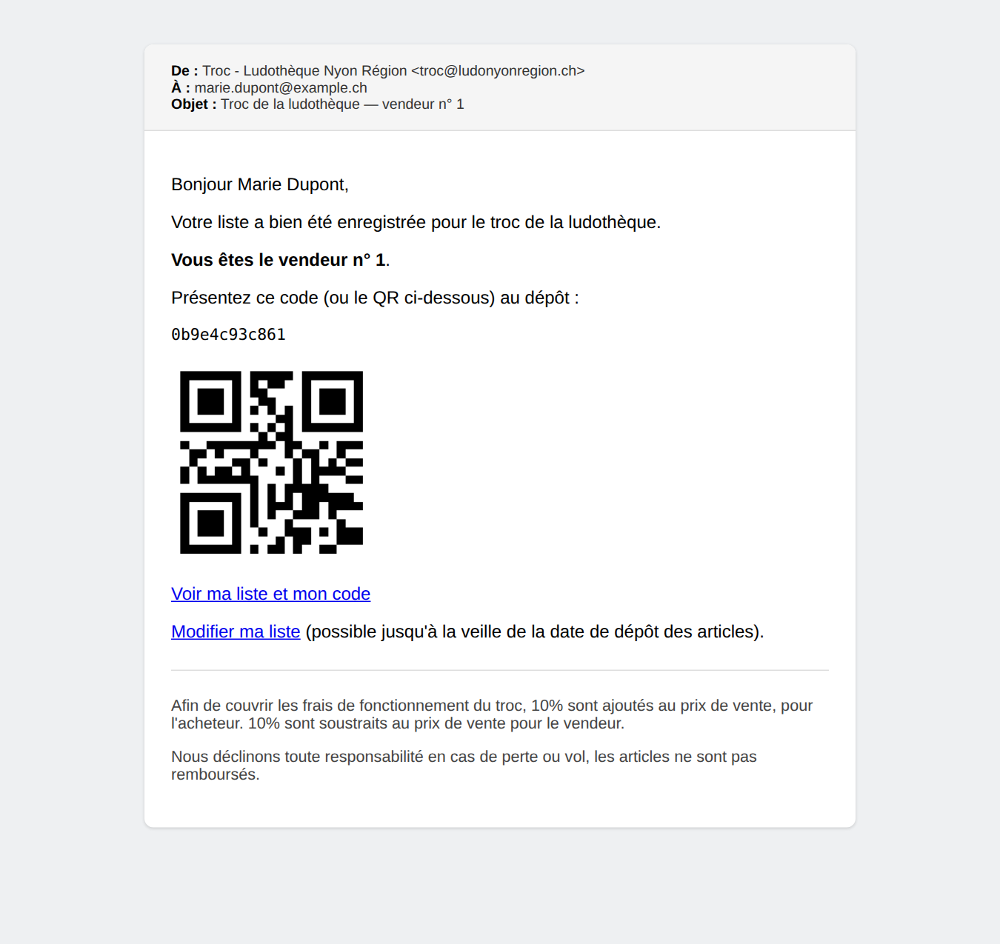 De : Troc - Ludothèque Nyon Région <troc@ludonyonregion.ch>
À : marie.dupont@example.ch
Objet : Troc de la ludothèque — vendeur n° 1
Bonjour Marie Dupont,
Votre liste a bien été enregistrée pour le troc de la ludothèque.
Vous êtes le vendeur n° 1.
Présentez ce code (ou le QR ci-dessous) au dépôt :
0b9e4c93c861
Voir ma liste et mon code
Modifier ma liste (possible jusqu'à la veille de la date de dépôt des articles).
Afin de couvrir les frais de fonctionnement du troc, 10% sont ajoutés au prix de vente, pour
l'acheteur. 10% sont soustraits au prix de vente pour le vendeur.
Nous déclinons toute responsabilité en cas de perte ou vol, les articles ne sont pas
remboursés.